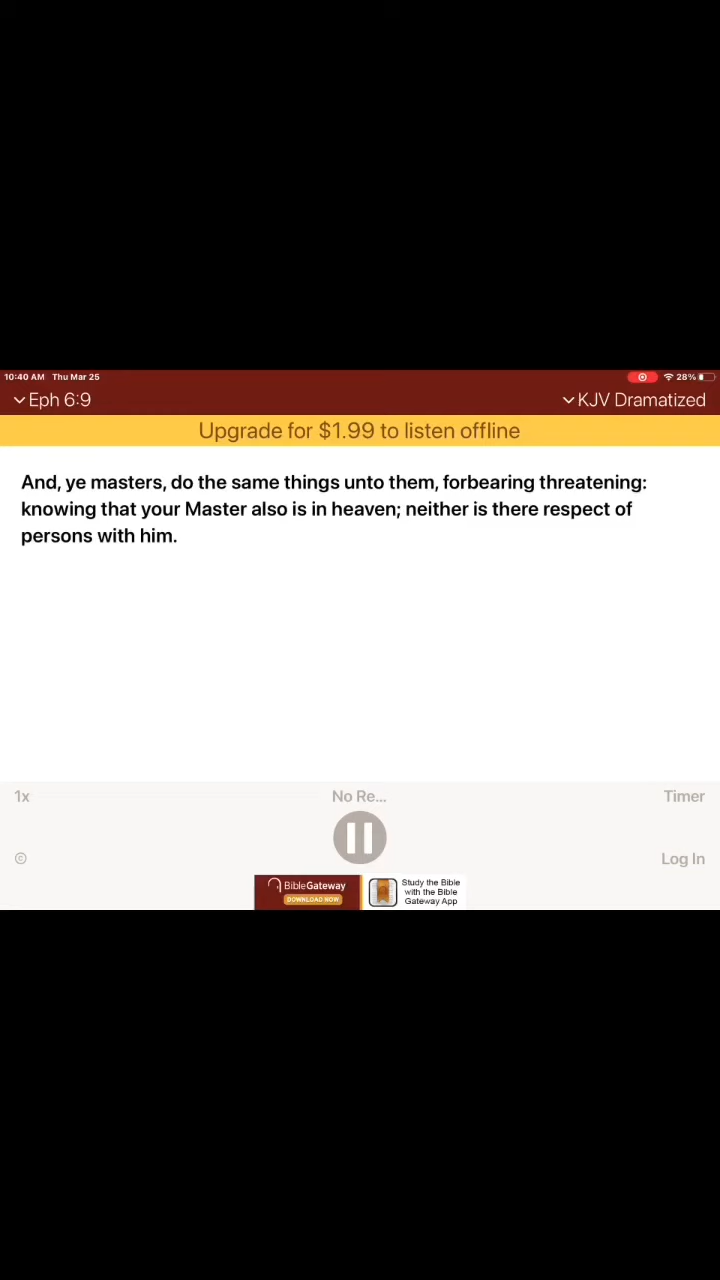 10:40 AM Thu Mar 25
28%
Eph 6:9
KJV Dramatized
Upgrade for $1.99 to listen offline
And, ye masters, do the same things unto them, forbearing threatening:
knowing that your Master also is in heaven; neither is there respect of
persons with him.
1x
No Re...
Timer
©
Log In
BibleGateway
DOWNLOAD NOW
Study the Bible
with the Bible
Gateway App